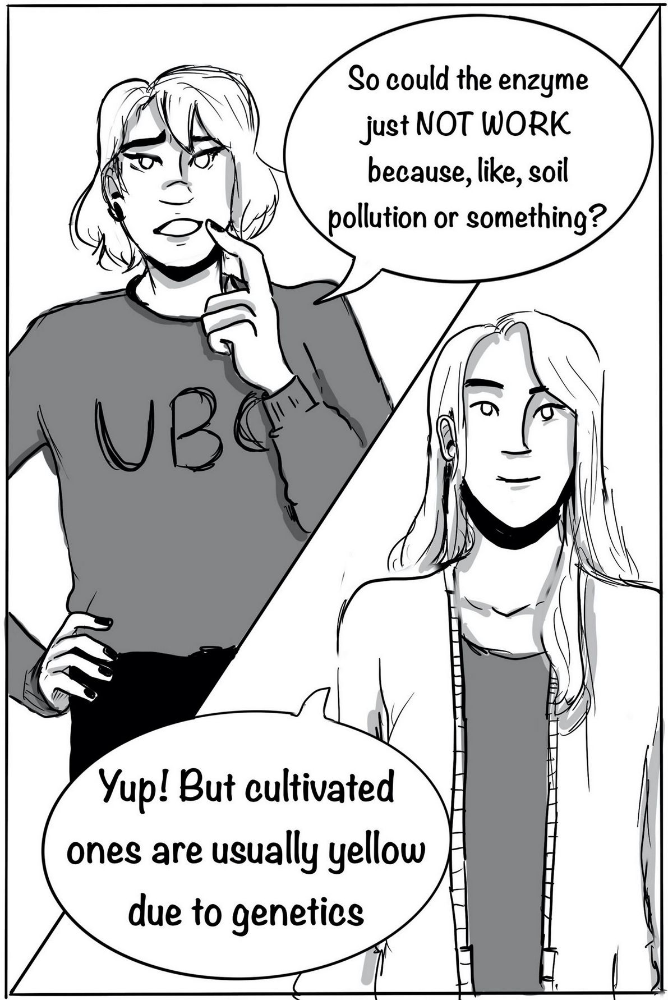 So could the enzyme
just NOT WORK
because, like, soil
pollution or something?
UBC
Yup! But cultivated
ones are usually yellow
due to genetics